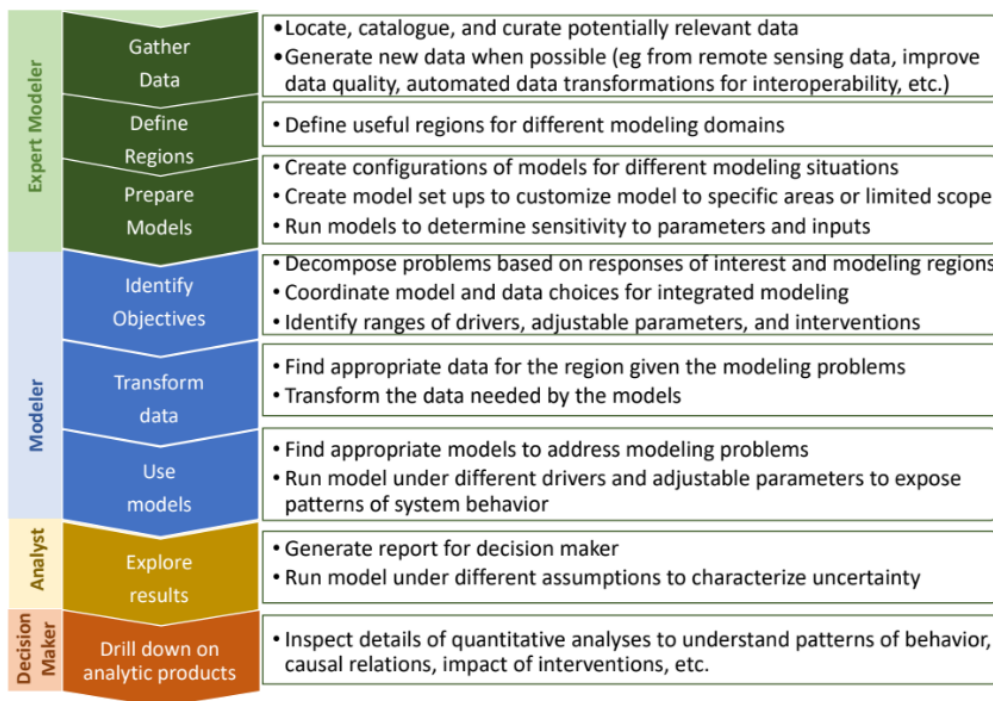 Expert Modeler
Gather
Data
•Locate, catalogue, and curate potentially relevant data
•Generate new data when possible (eg from remote sensing data, improve
data quality, automated data transformations for interoperability, etc.)
Define
Regions
• Define useful regions for different modeling domains
Prepare
Models
• Create configurations of models for different modeling situations
• Create model set ups to customize model to specific areas or limited scope
• Run models to determine sensitivity to parameters and inputs
Modeler
Identify
Objectives
• Decompose problems based on responses of interest and modeling regions
• Coordinate model and data choices for integrated modeling
• Identify ranges of drivers, adjustable parameters, and interventions
Transform
data
• Find appropriate data for the region given the modeling problems
• Transform the data needed by the models
Use
models
• Find appropriate models to address modeling problems
• Run model under different drivers and adjustable parameters to expose
patterns of system behavior
Analyst
Explore
results
• Generate report for decision maker
• Run model under different assumptions to characterize uncertainty
Decision
Maker
Drill down on
analytic products
• Inspect details of quantitative analyses to understand patterns of behavior,
causal relations, impact of interventions, etc.